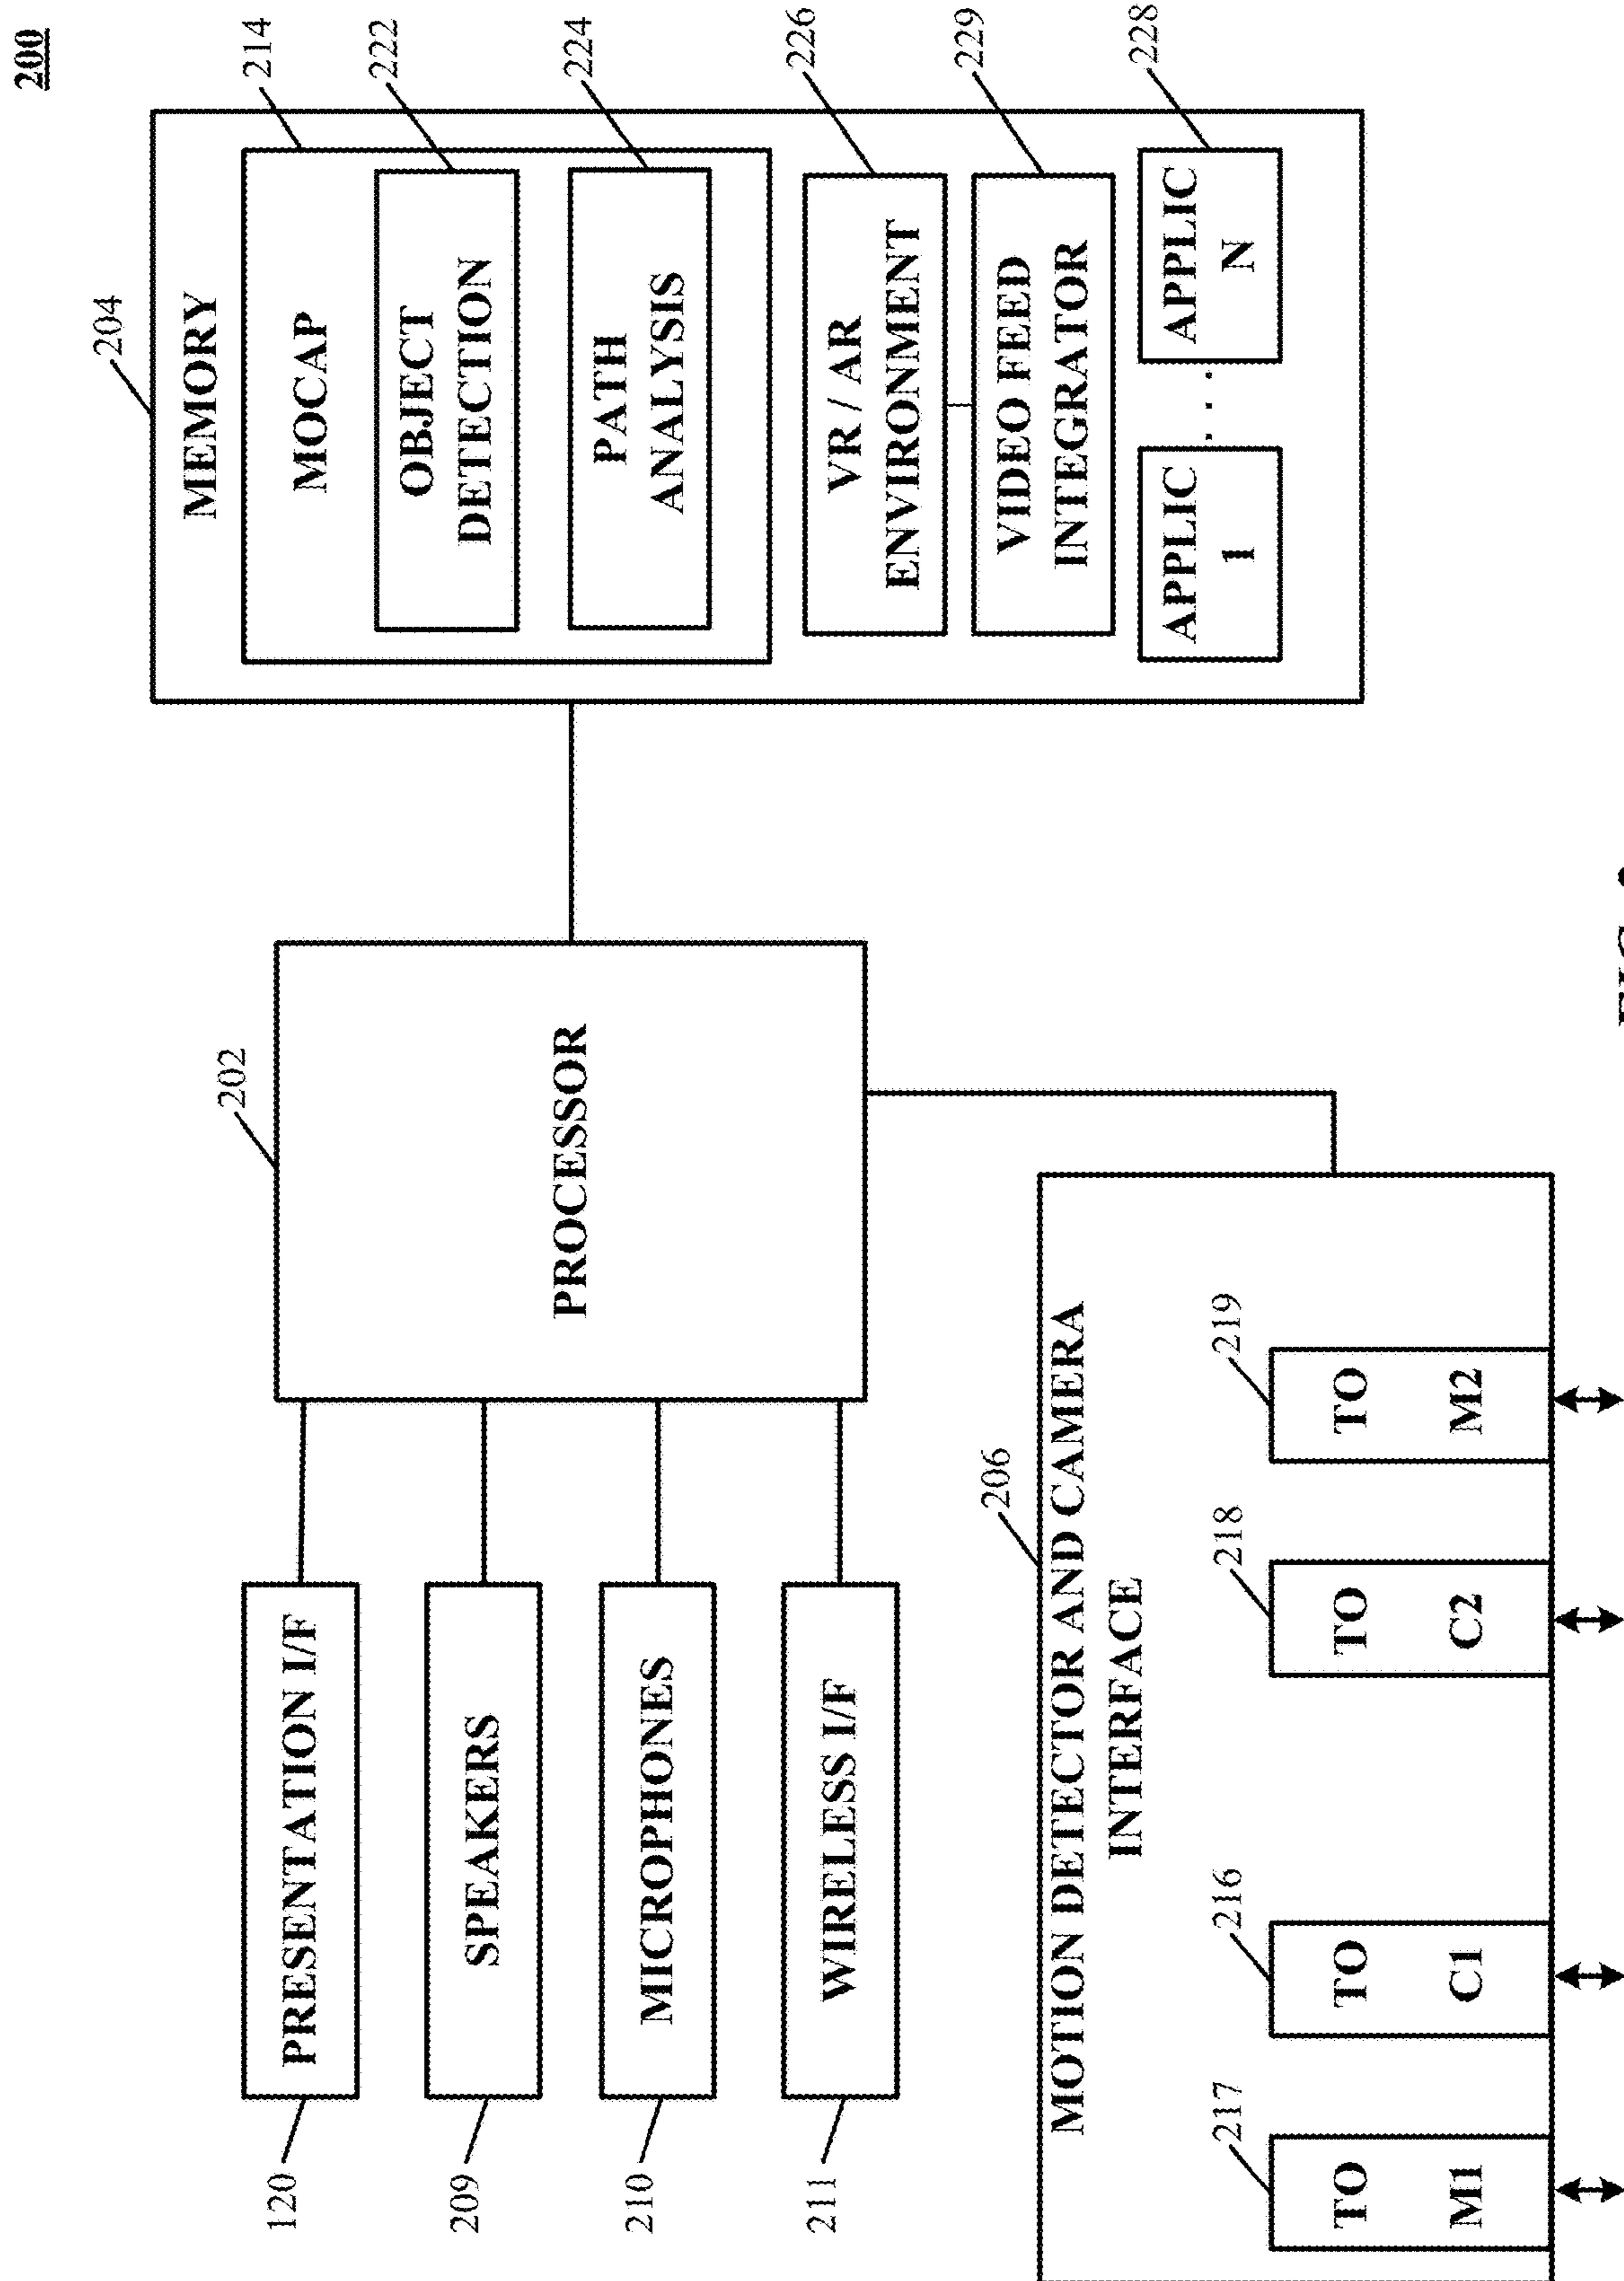 200
120
PRESENTATION I/F
209
SPEAKERS
210
MICROPHONES
211
WIRELESS I/F
202
PROCESSOR
204
MEMORY
214
MOCAP
222
OBJECT
DETECTION
224
PATH
ANALYSIS
226
VR / AR
ENVIRONMENT
229
VIDEO FEED
INTEGRATOR
228
APPLIC
1
. . .
APPLIC
N
206
MOTION DETECTOR AND CAMERA
INTERFACE
217
TO
M1
216
TO
C1
218
TO
C2
219
TO
M2